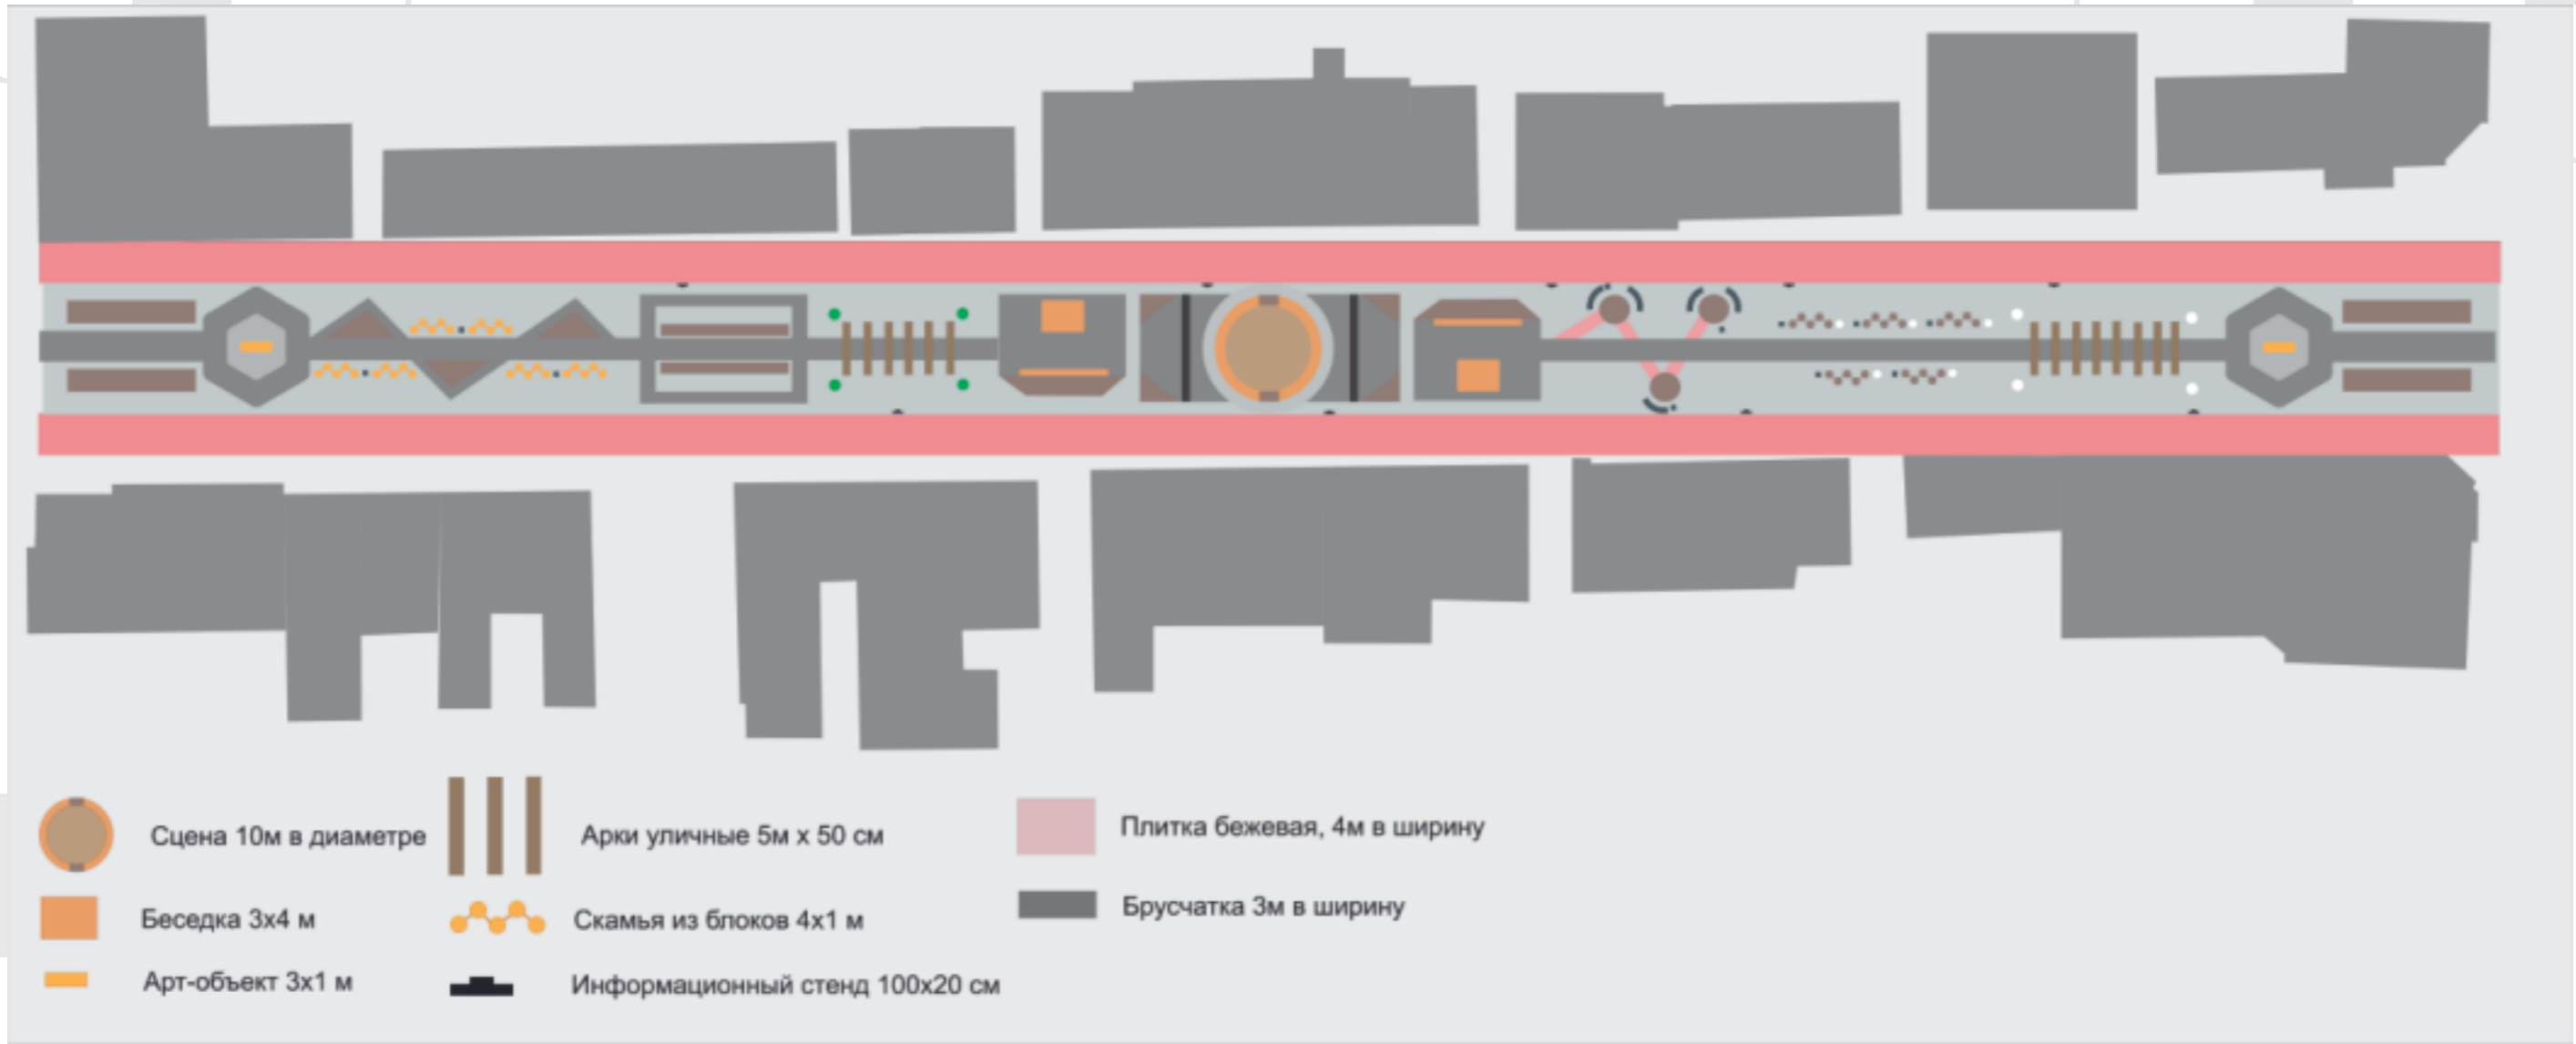 Сцена 10м в диаметре
Беседка 3х4 м
Арт-объект 3х1 м
Арки уличные 5м х 50 см
Скамья из блоков 4х1 м
Информационный стенд 100х20 см
Плитка бежевая, 4м в ширину
Брусчатка 3м в ширину